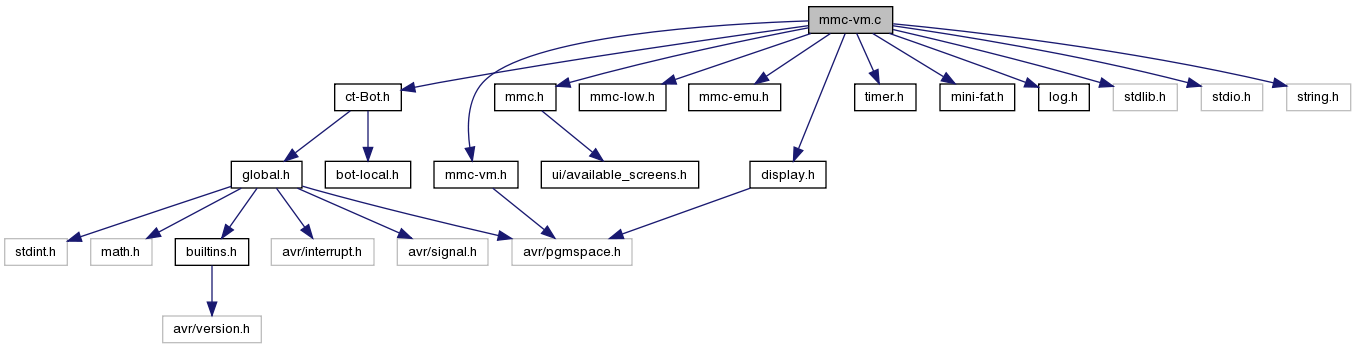 mmc-vm.c
ct-Bot.h
mmc.h
mmc-low.h
mmc-emu.h
timer.h
mini-fat.h
log.h
stdlib.h
stdio.h
string.h
global.h
bot-local.h
mmc-vm.h
ui/available_screens.h
display.h
stdint.h
math.h
builtins.h
avr/interrupt.h
avr/signal.h
avr/pgmspace.h
avr/version.h